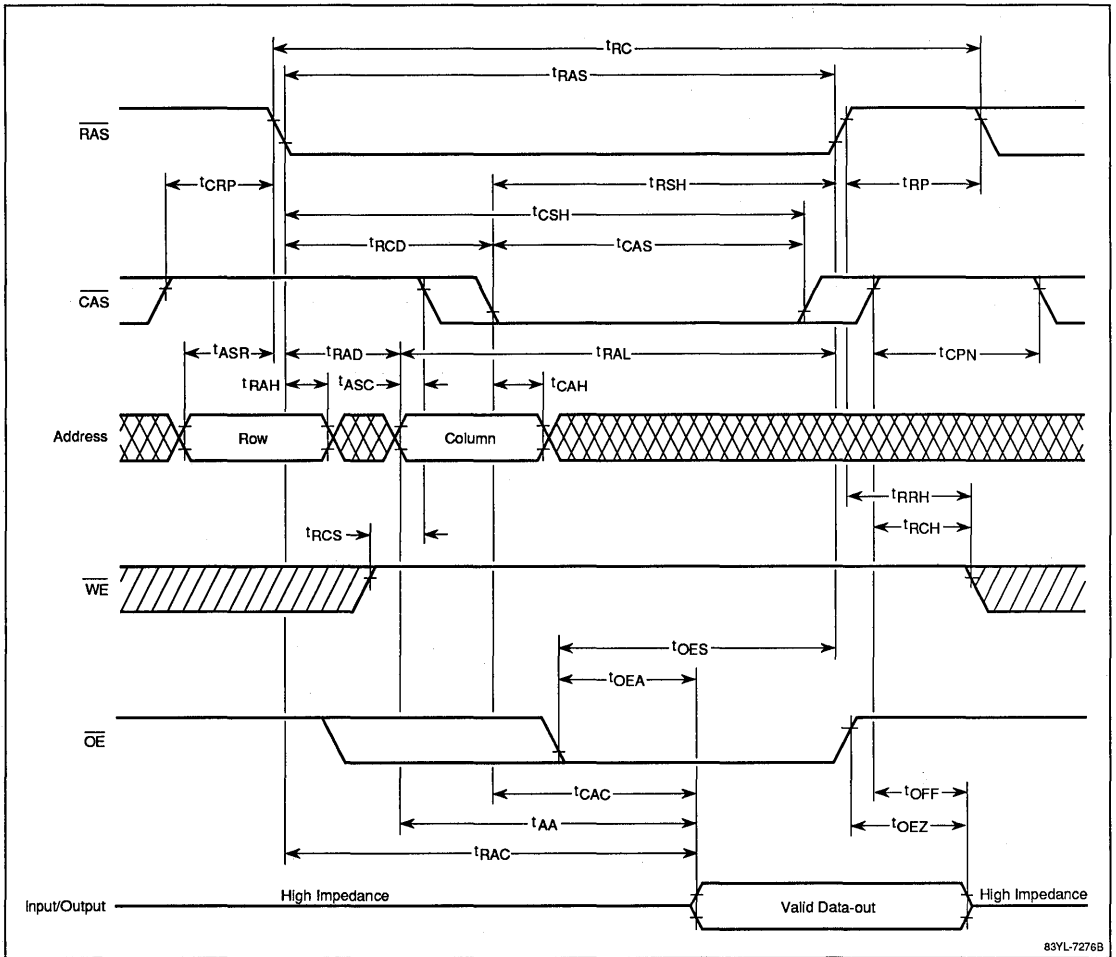 tRC
tRAS
RAS
tCRP
tRSH
tRP
tCSH
tRCD
tCAS
CAS
tASR
tRAD
tRAL
tCPN
tRAH
tASC
tCAH
Address
Row
Column
tRRH
tRCS
tRCH
WE
tOES
tOEA
OE
tCAC
tOFF
tAA
tOEZ
tRAC
High Impedance
High Impedance
Input/Output
Valid Data-out
83YL-7276B